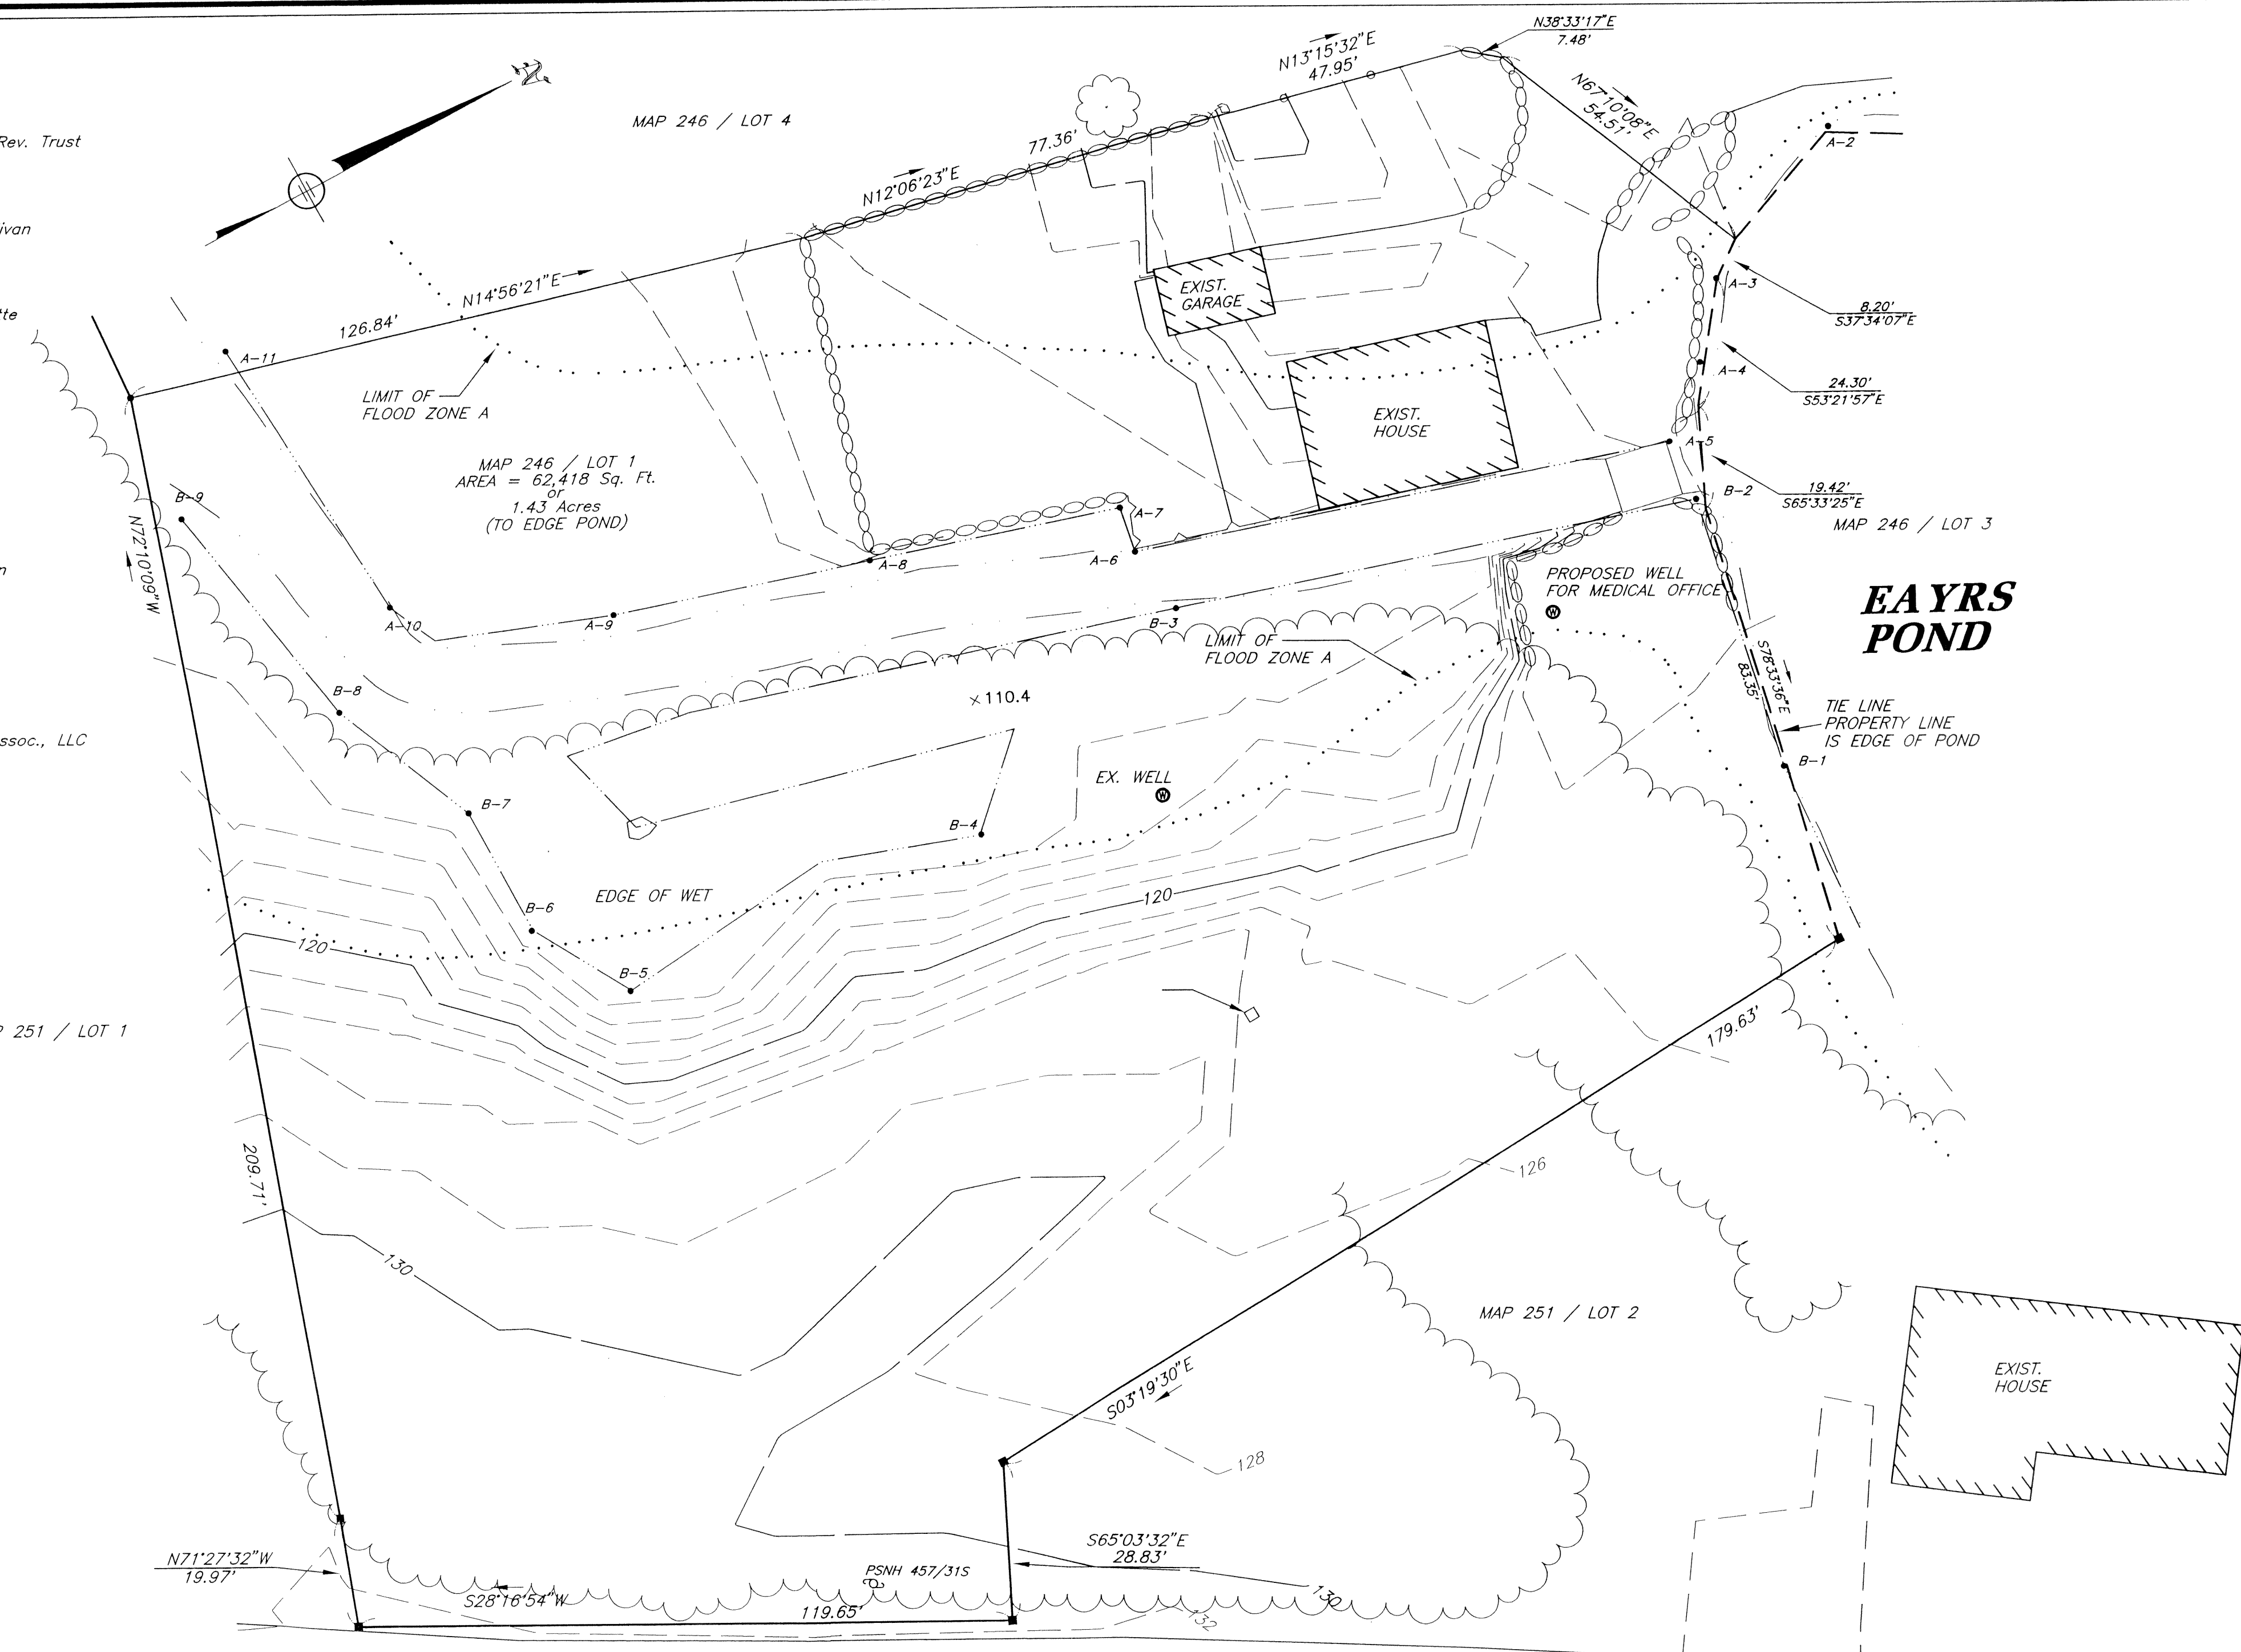 N38°33'17"E
7.48'
N13°15'32"E
47.95'
N
MAP 246 / LOT 4
N67°10'08"E
54.51'
Rev. Trust
77.36'
A-2
N12°06'23"E
A-3
EXIST.
GARAGE
N14°56'21"E
8.20'
S37°34'07"E
126.84'
A-11
A-4
24.30'
S53°21'57"E
LIMIT OF
FLOOD ZONE A
EXIST.
HOUSE
A-5
MAP 246 / LOT 1
AREA = 62,418 Sq. Ft.
or
1.43 Acres
(TO EDGE POND)
B-9
B-2
19.42'
S65°33'25"E
A-7
MAP 246 / LOT 3
N72°10'09"W
A-6
A-8
PROPOSED WELL
FOR MEDICAL OFFICE
W
EAYRS
POND
A-10
A-9
B-3
LIMIT OF
FLOOD ZONE A
S78°33'36"E
83.35'
B-8
×110.4
TIE LINE
PROPERTY LINE
IS EDGE OF POND
ssoc., LLC
B-1
EX. WELL
W
B-7
B-4
EDGE OF WET
B-6
120
120
B-5
179.63'
251 / LOT 1
209.71'
126
130
MAP 251 / LOT 2
EXIST.
HOUSE
S03°19'30"E
128
S65°03'32"E
28.83'
N71°27'32"W
19.97'
PSNH 457/31S
S28°16'54"W
119.65'
130
132